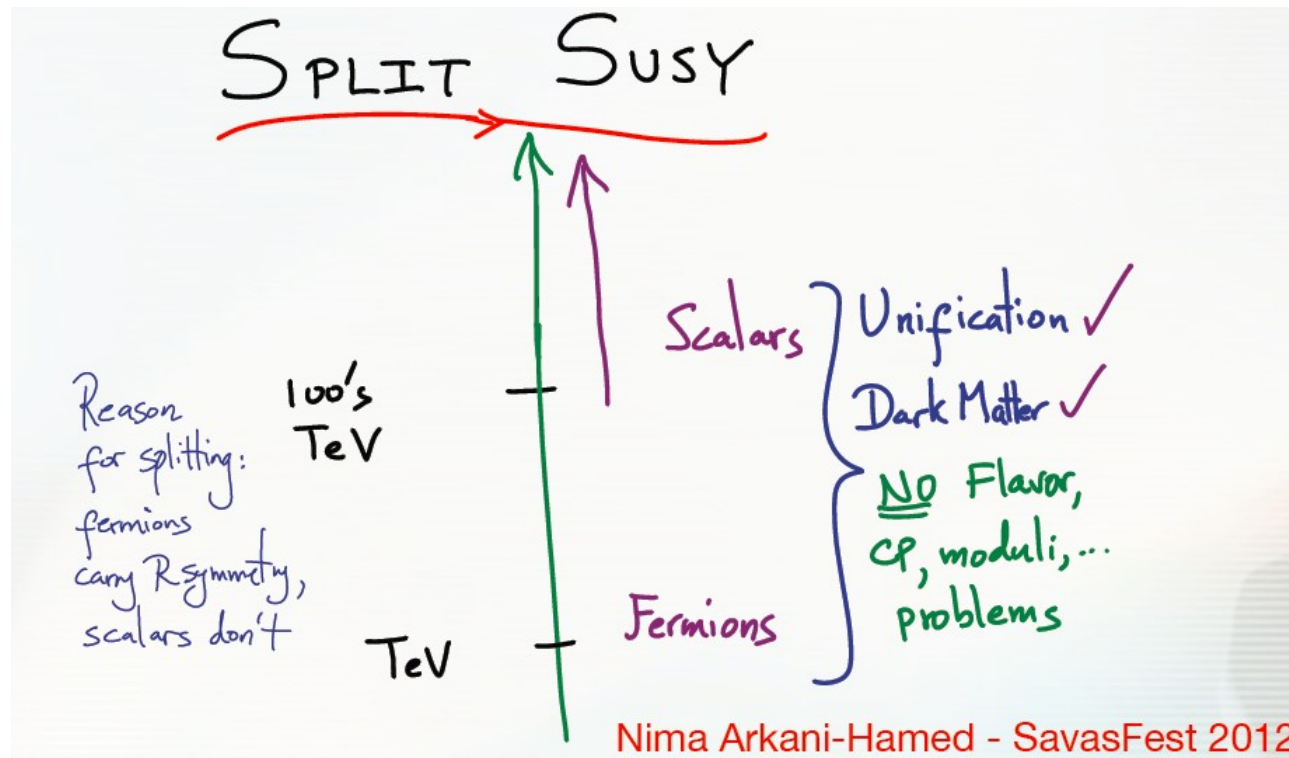 SPLIT SUSY
Reason
for splitting:
fermions
carry R symmetry,
scalars don't
100's
TeV
TeV
Scalars
Fermions
Unification ✓
Dark Matter ✓
NO Flavor,
CP, moduli, ...
problems
Nima Arkani-Hamed - SavasFest 2012